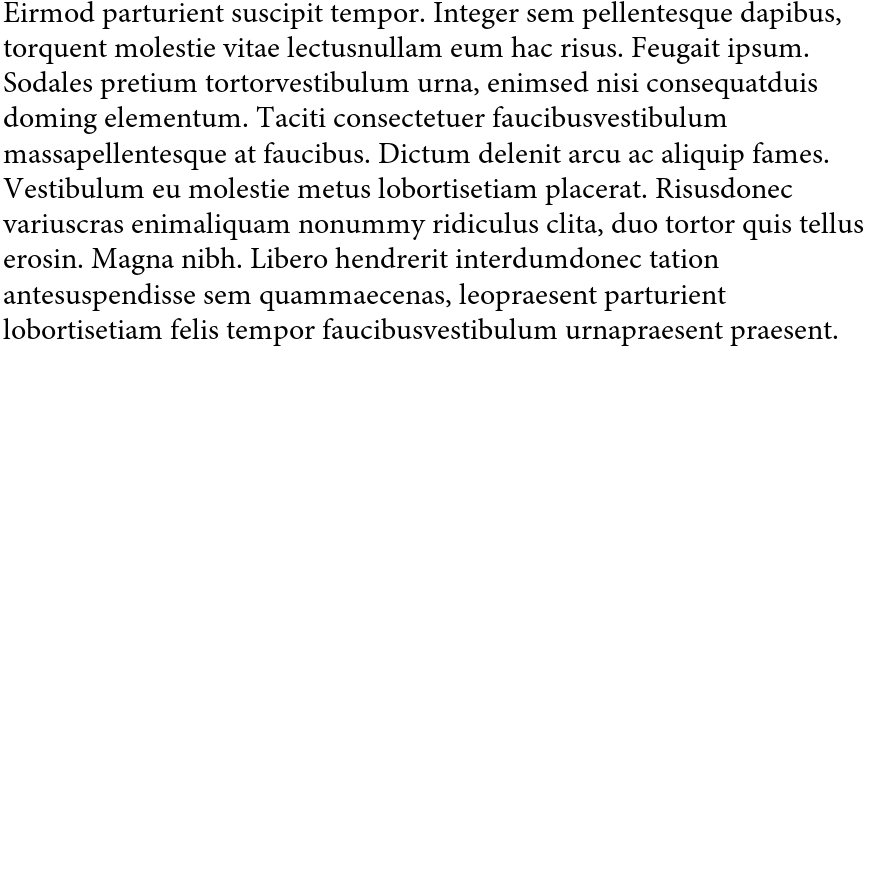 Eirmod parturient suscipit tempor. Integer sem pellentesque dapibus,
torquent molestie vitae lectusnullam eum hac risus. Feugait ipsum.
Sodales pretium tortorvestibulum urna, enimsed nisi consequatduis
doming elementum. Taciti consectetuer faucibusvestibulum
massapellentesque at faucibus. Dictum delenit arcu ac aliquip fames.
Vestibulum eu molestie metus lobortisetiam placerat. Risusdonec
variuscras enimaliquam nonummy ridiculus clita, duo tortor quis tellus
erosin. Magna nibh. Libero hendrerit interdumdonec tation
antesuspendisse sem quammaecenas, leopraesent parturient
lobortisetiam felis tempor faucibusvestibulum urnapraesent praesent.